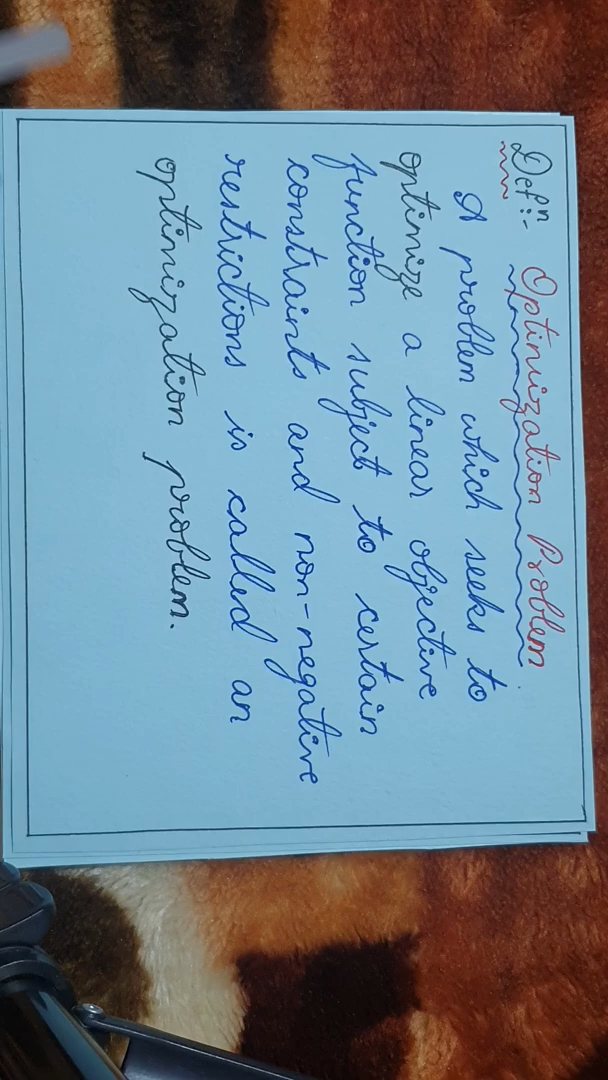 Defⁿ:- Optimization Problem
A problem which seeks to
optimize a linear objective
function subject to certain
constraints and non-negative
restrictions is called an
optimization problem.